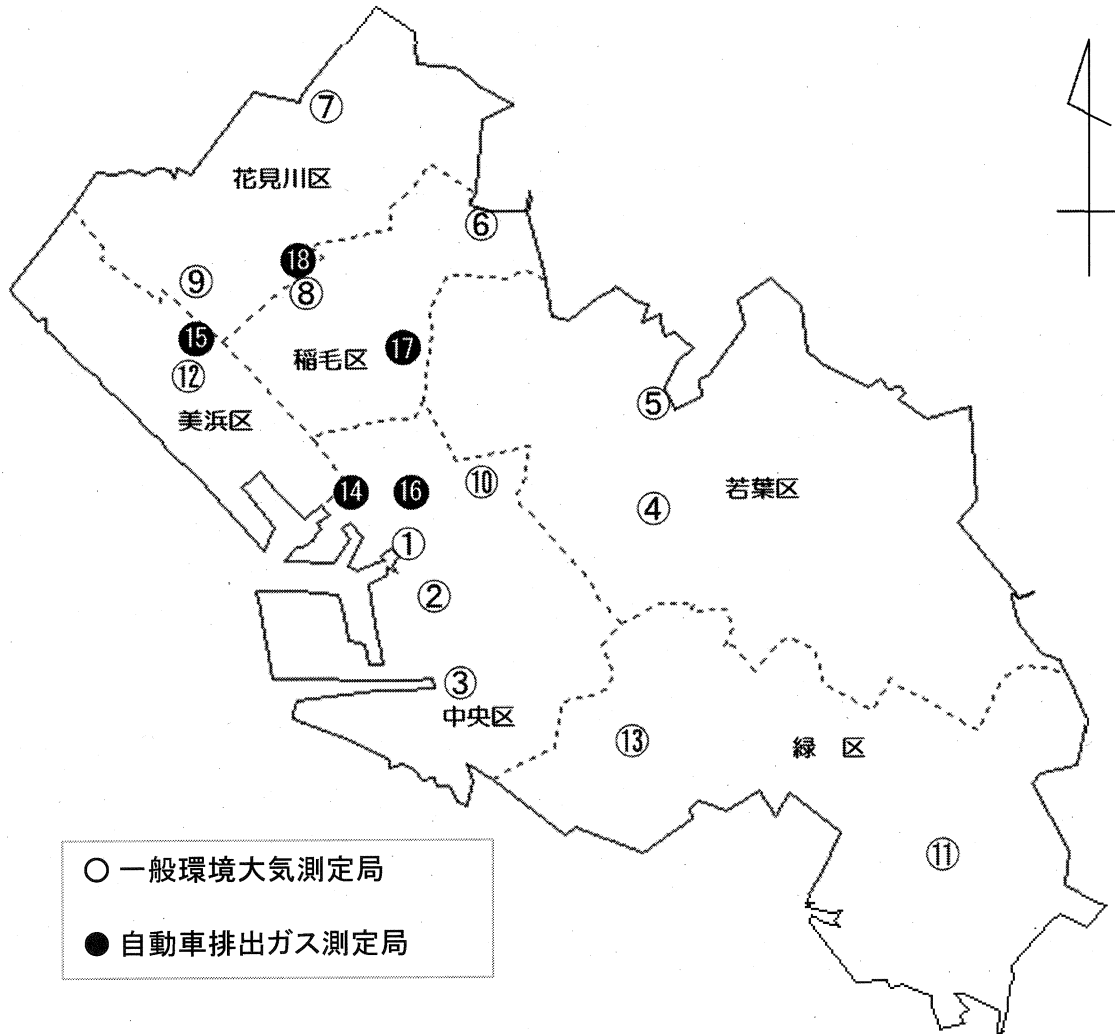 ⑦
花見川区
⑥
⑱
⑨
⑧
⑮
⑰
稲毛区
⑫
⑤
美浜区
⑭
⑯
⑩
若葉区
④
①
②
③
中央区
⑬
緑 区
⑪
○ 一般環境大気測定局
● 自動車排出ガス測定局